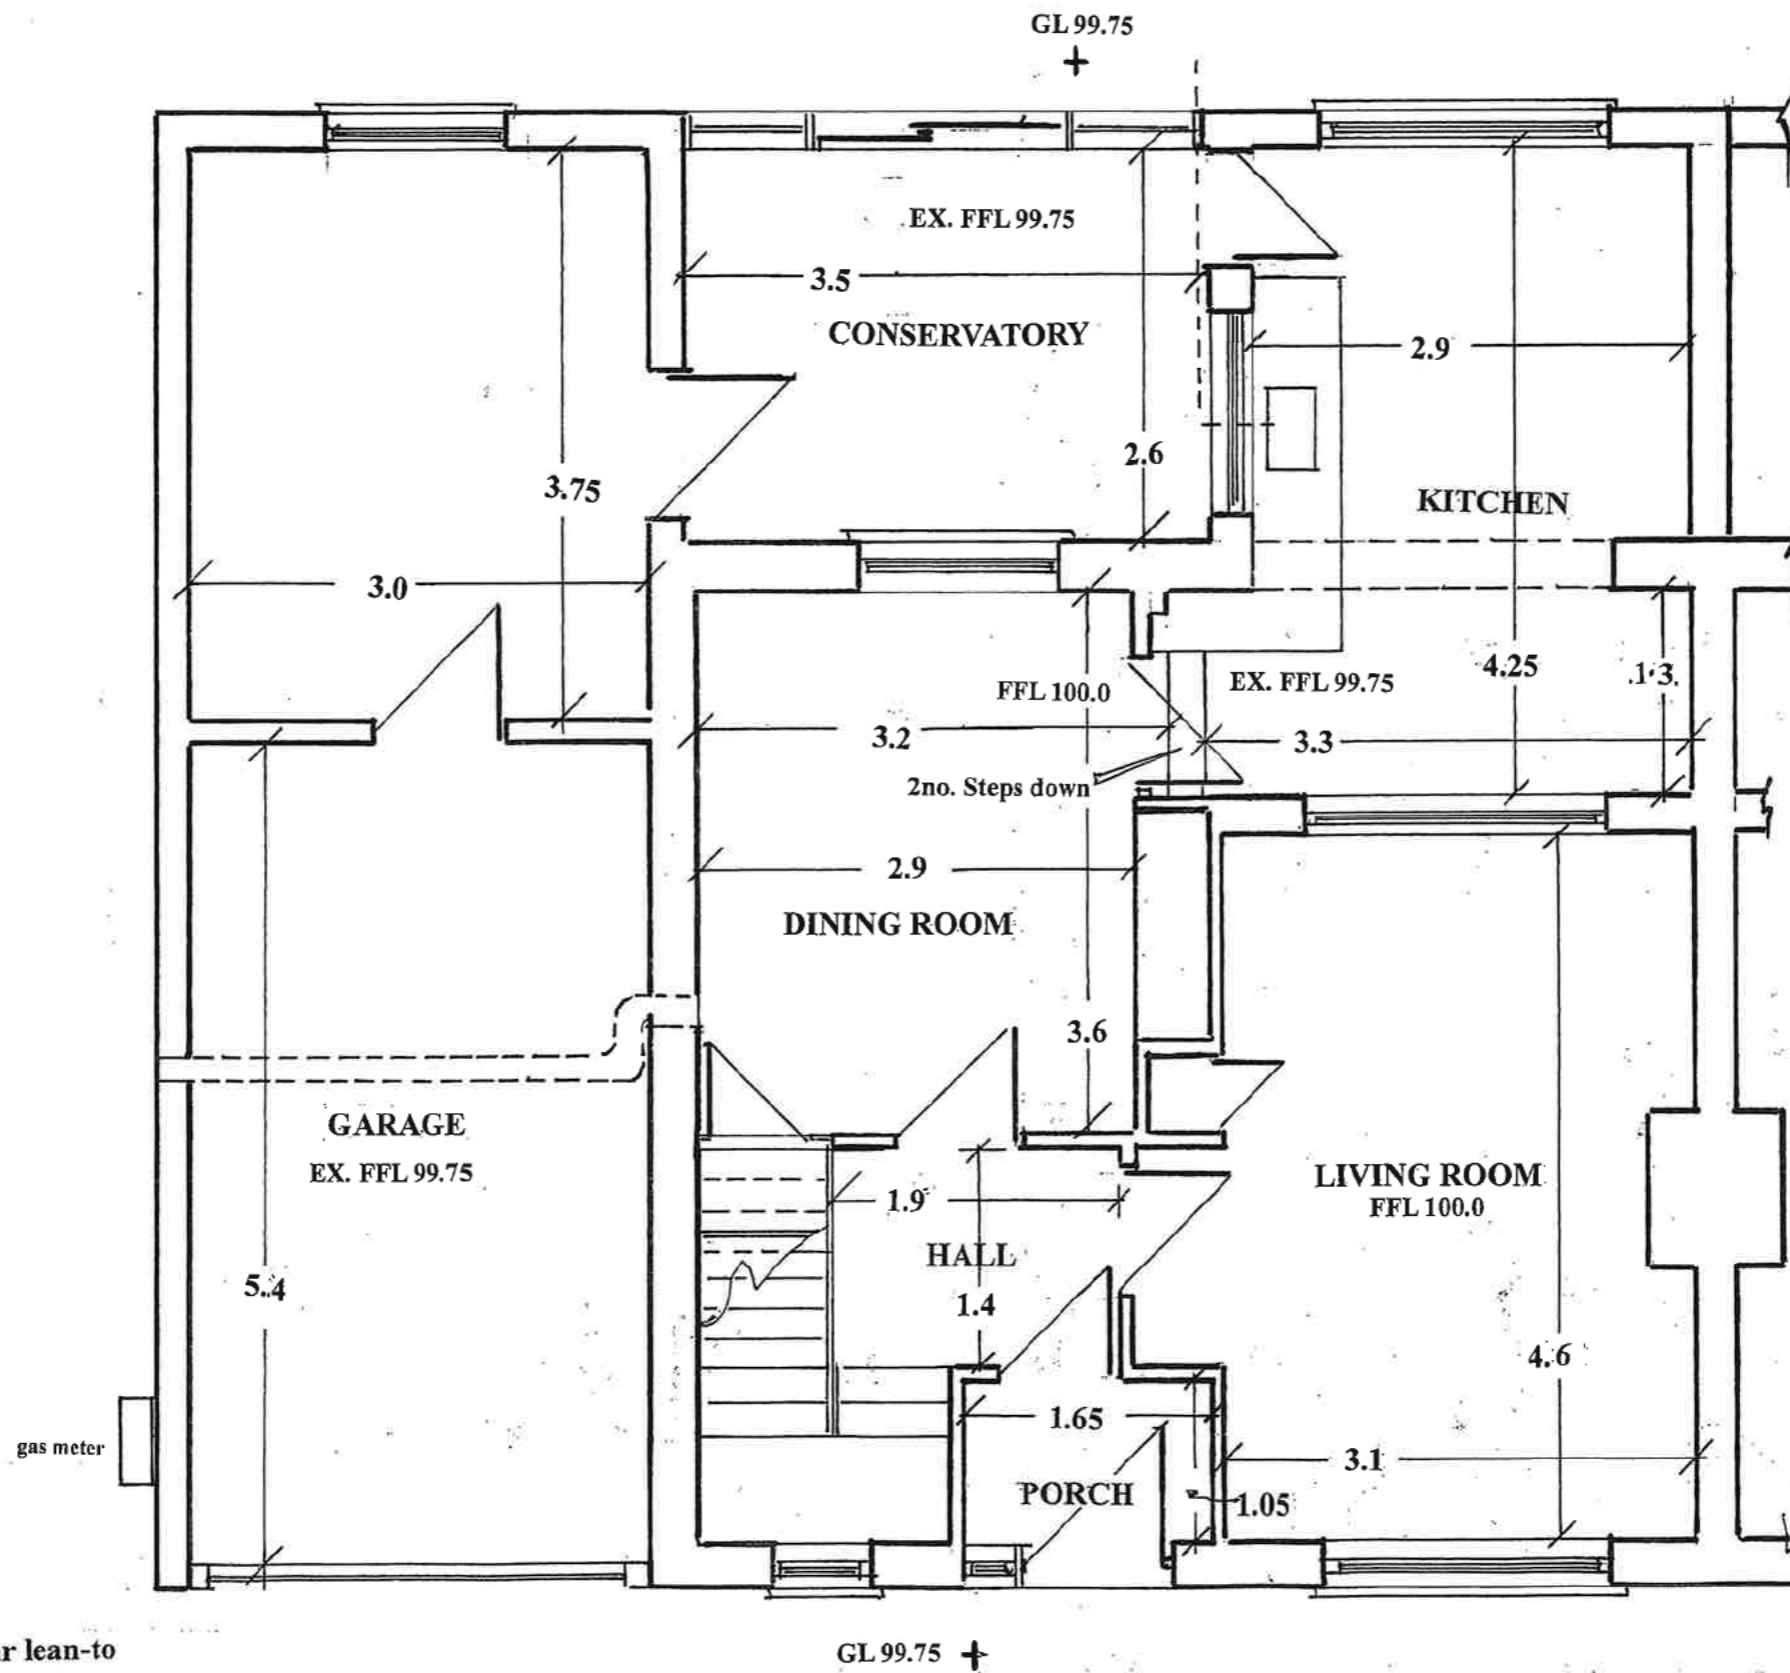 GL 99.75
EX. FFL 99.75
3.5
CONSERVATORY
2.9
2.6
3.75
KITCHEN
3.0
4.25
1.3
FFL 100.0
EX. FFL 99.75
3.2
3.3
2no. Steps down
2.9
DINING ROOM
3.6
GARAGE
EX. FFL 99.75
LIVING ROOM
FFL 100.0
1.9
HALL
5.4
1.4
4.6
1.65
gas meter
3.1
PORCH
1.05
r lean-to
GL 99.75